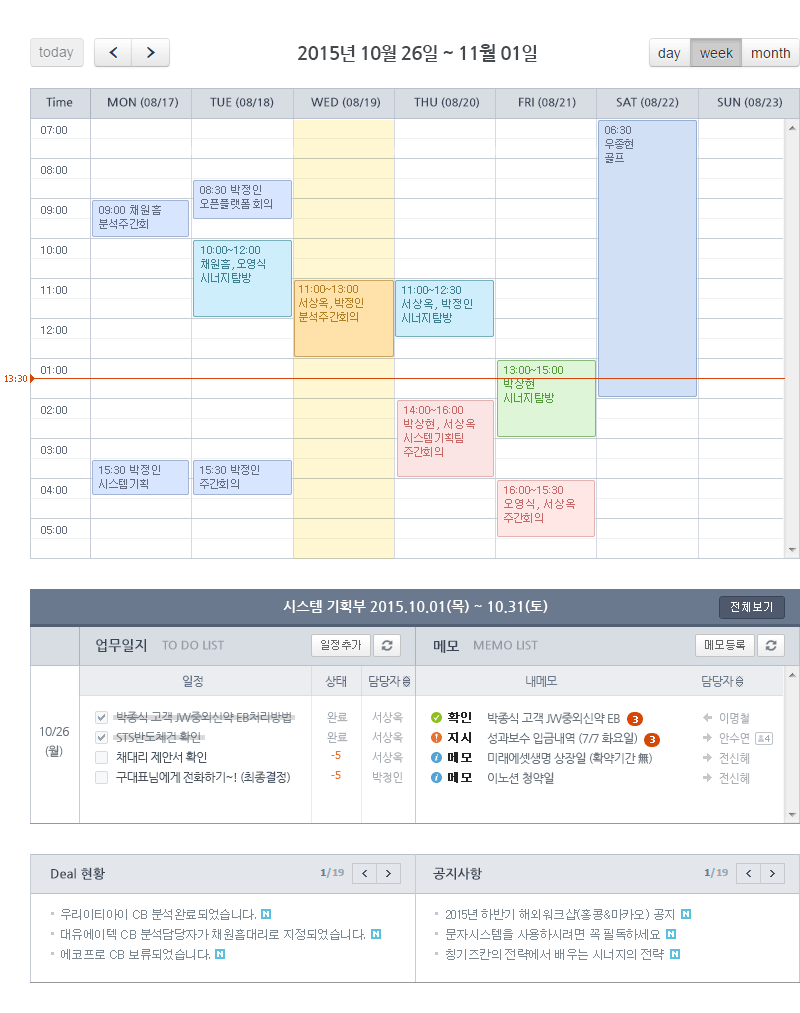 today
2015년 10월 26일 ~ 11월 01일
day week month
Time MON (08/17) TUE (08/18) WED (08/19) THU (08/20) FRI (08/21) SAT (08/22) SUN (08/23)
07:00
08:00
09:00
10:00
11:00
12:00
01:00
13:30
02:00
03:00
04:00
05:00
09:00 채원홈
분석주간회
15:30 박정인
시스템기획
08:30 박정인
오픈플랫폼 회의
10:00~12:00
채원홈, 오영식
시너지탐방
15:30 박정인
주간회의
11:00~13:00
서상옥, 박정인
분석주간회의
11:00~12:30
서상옥, 박정인
시너지탐방
14:00~16:00
박상현, 서상옥
시스템기획팀
주간회의
13:00~15:00
박상현
시너지탐방
16:00~15:30
오영식, 서상옥
주간회의
06:30
우종현
골프
시스템 기획부 2015.10.01(목) ~ 10.31(토)
전체보기
업무일지 TO DO LIST
일정추가
일정 상태 담당자
10/26
(월)
박종식 고객 JW중외신약 EB처리방법 완료 서상옥
STS반도체건 확인 완료 서상옥
채대리 제안서 확인 -5 서상옥
구대표님에게 전화하기~! (최종결정) -5 박정인
메모 MEMO LIST
메모등록
내메모 담당자
확인 박종식 고객 JW중외신약 EB 3 이명철
지시 성과보수 입금내역 (7/7 화요일) 3 안수연 4
메모 미래에셋생명 상장일 (확약기간 無) 전신혜
메모 이노션 청약일 전신혜
Deal 현황 1/19
우리이티아이 CB 분석완료되었습니다. N
대유에이텍 CB 분석담당자가 채원홈대리로 지정되었습니다. N
에코프로 CB 보류되었습니다. N
공지사항 1/19
2015년 하반기 해외워크샵(홍콩&마카오) 공지 N
문자시스템을 사용하시려면 꼭 필독하세요 N
칭기즈칸의 전략에서 배우는 시너지의 전략 N